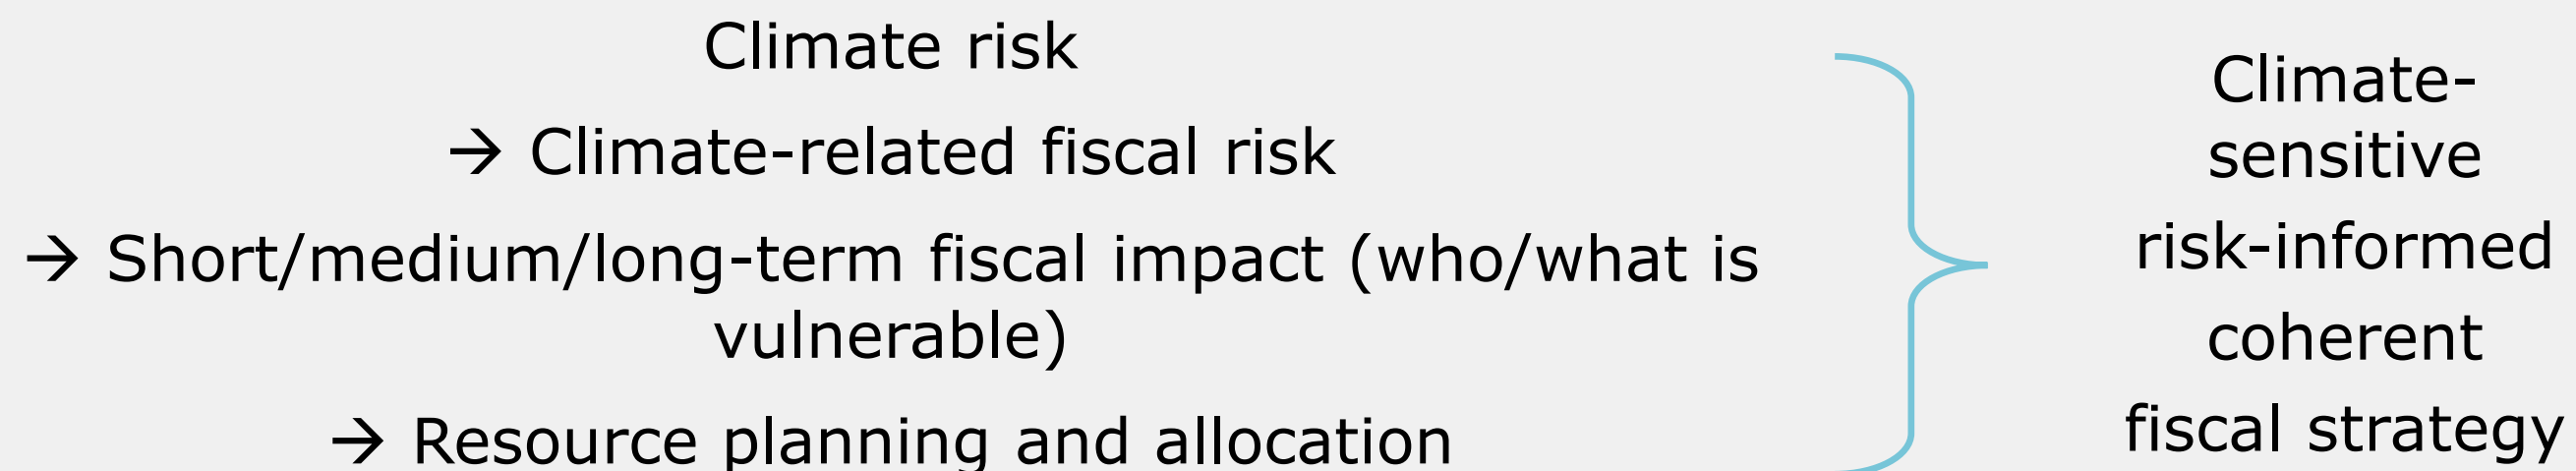 Climate risk
→ Climate-related fiscal risk
→ Short/medium/long-term fiscal impact (who/what is
vulnerable)
→ Resource planning and allocation
Climate-
sensitive
risk-informed
coherent
fiscal strategy